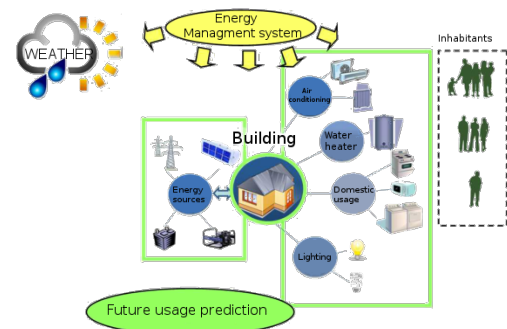 Energy
Managment system
WEATHER
Inhabitants
Air
conditioning
Building
Water
heater
Energy
sources
Domestic
usage
Lighting
Future usage prediction